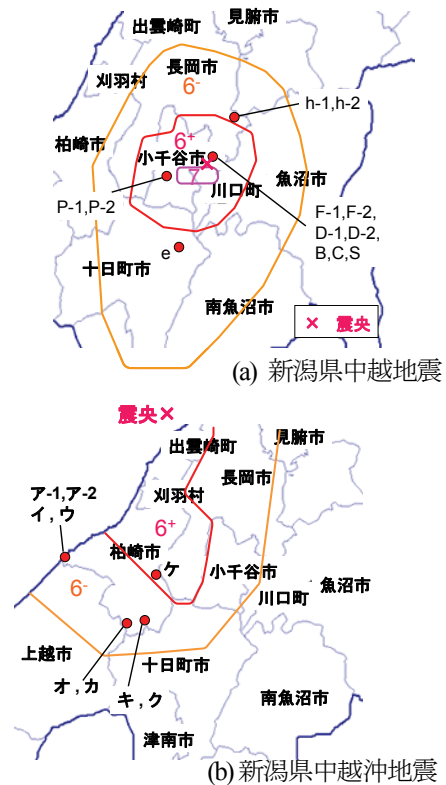 出雲崎町
見腑市
長岡市
刈羽村
6-
h-1,h-2
柏崎市
6+
小千谷市
7
魚沼市
川口町
P-1,P-2
F-1,F-2,
D-1,D-2,
B,C,S
e
十日町市
南魚沼市
× 震央
(a) 新潟県中越地震
震央×
出雲崎町
見腑市
長岡市
ア-1,ア-2
イ,ウ
刈羽村
6+
柏崎市
ケ
小千谷市
6-
魚沼市
川口町
上越市
十日町市
オ,カ
キ,ク
南魚沼市
津南市
(b) 新潟県中越沖地震